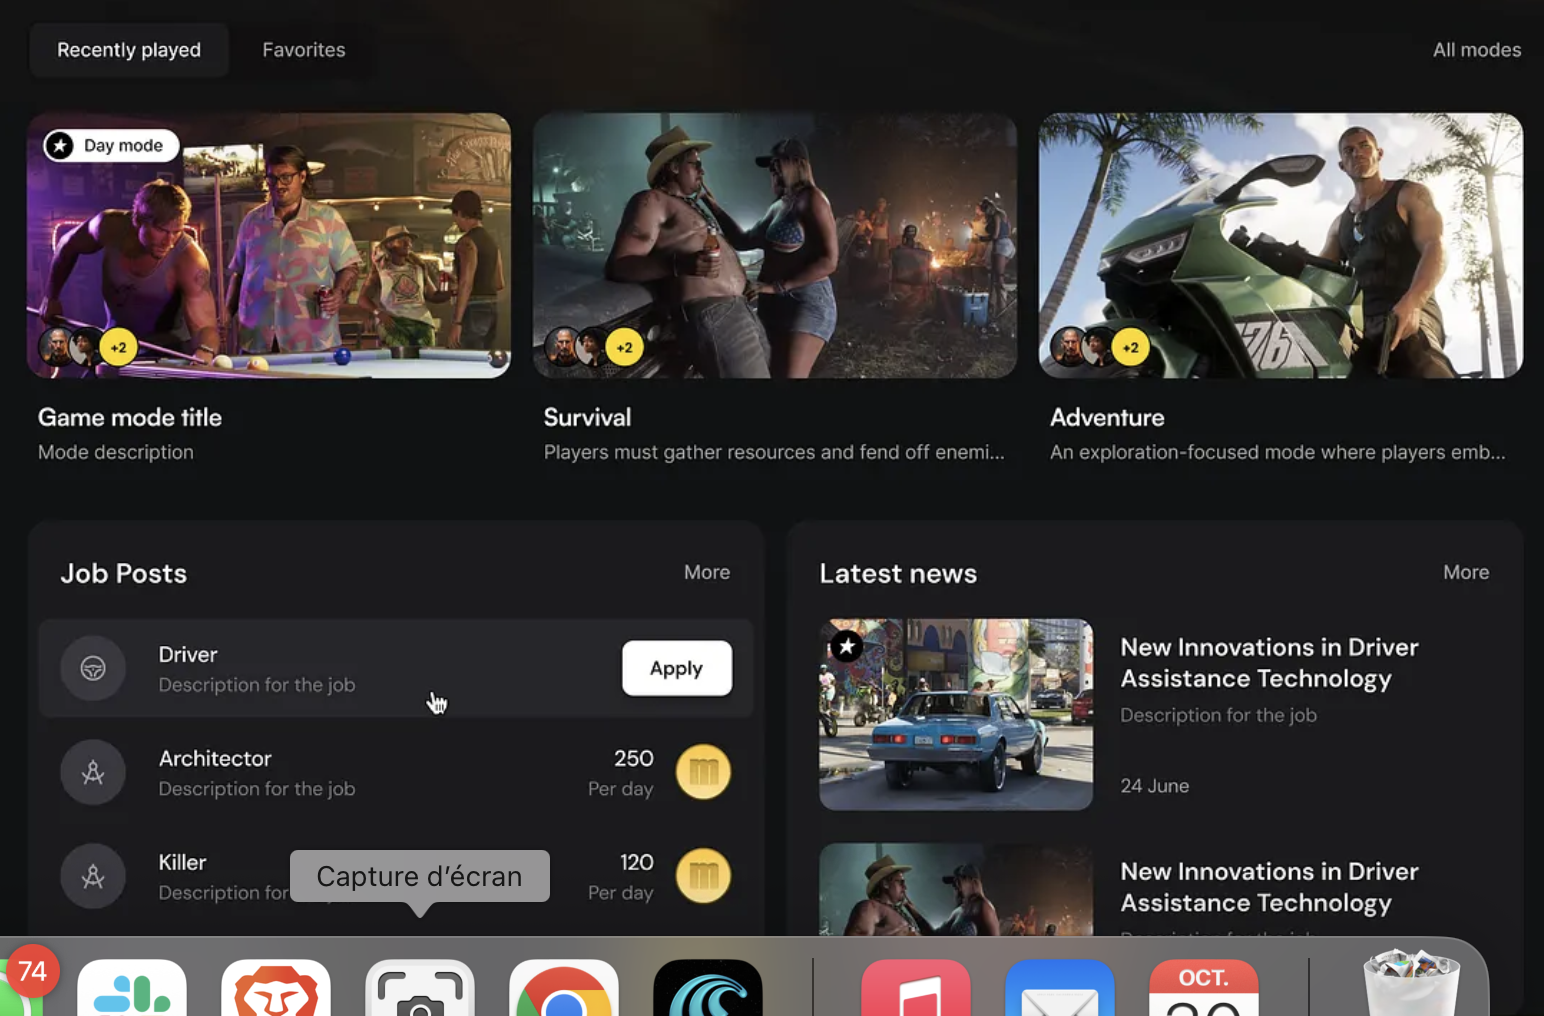 Recently played
Favorites
All modes
Day mode
+2
+2
+2
76
Game mode title
Mode description
Survival
Players must gather resources and fend off enemi...
Adventure
An exploration-focused mode where players emb...
Job Posts
More
Driver
Description for the job
Apply
Architector
Description for the job
250
Per day
Killer
Description for
120
Per day
Latest news
More
New Innovations in Driver
Assistance Technology
Description for the job
24 June
New Innovations in Driver
Assistance Technology
Capture d’écran
74
OCT.